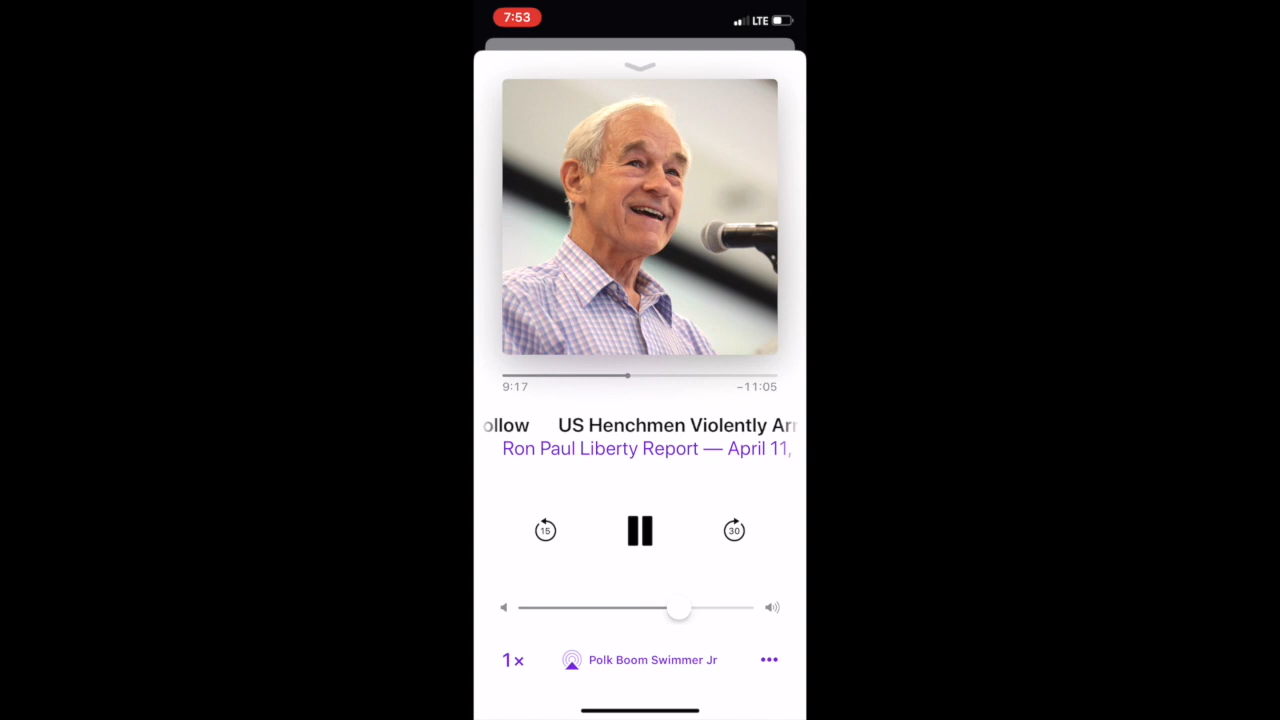 7:53 LTE
9:17 −11:05
ollow US Henchmen Violently Arr
Ron Paul Liberty Report — April 11,
15 30
1× Polk Boom Swimmer Jr